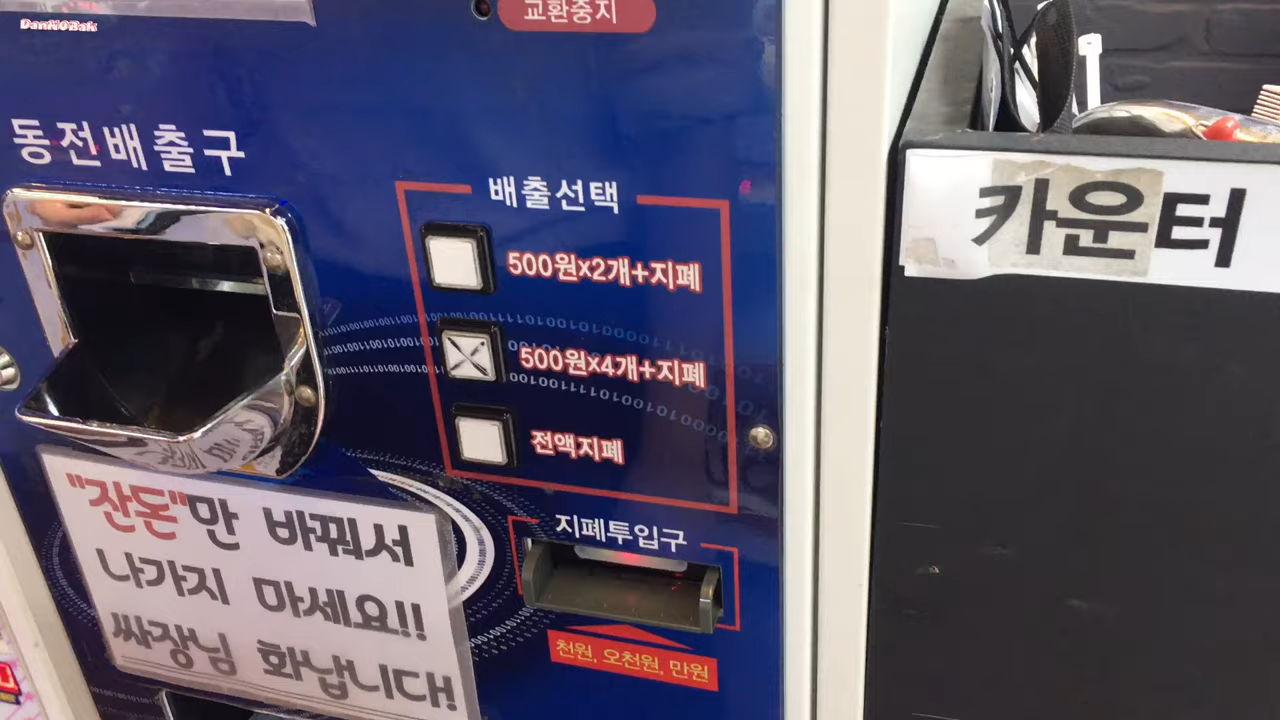 DanMOBak
교환중지
동전배출구
배출선택
500원x2개+지폐
500원x4개+지폐
전액지폐
지폐투입구
천원, 오천원, 만원
"잔돈"만 바꿔서
나가지 마세요!!
싸장님 화납니다!
카운터